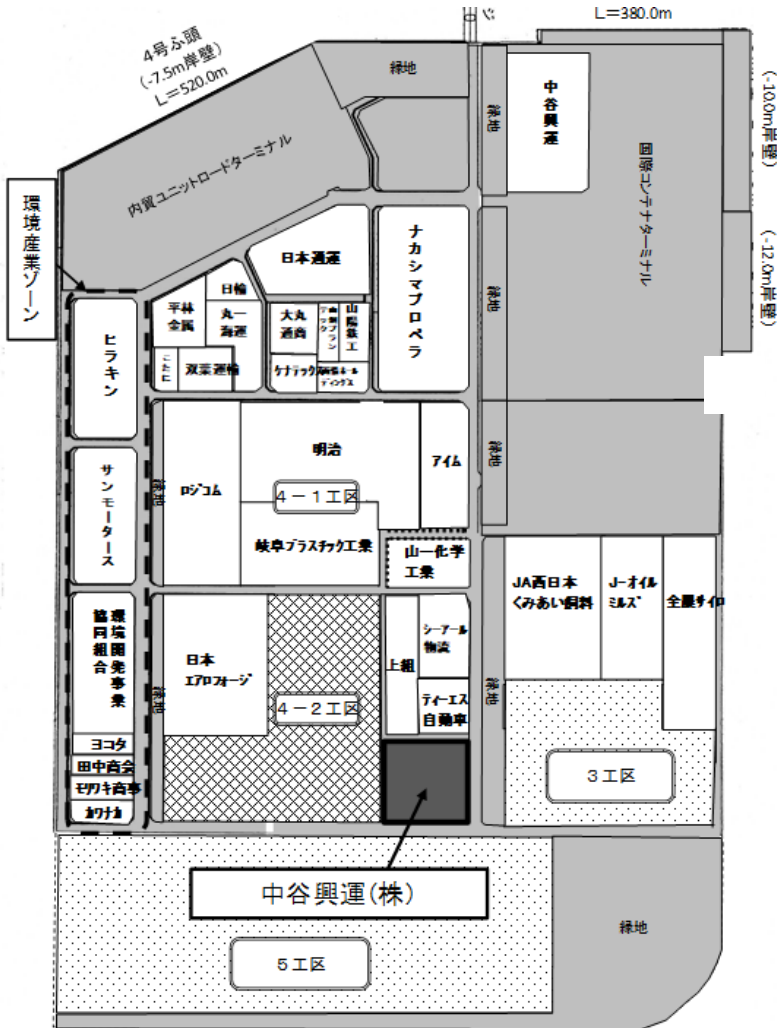 L=380.0m
4号ふ頭
(-7.5m岸壁)
L=520.0m
緑地
緑地
中谷興運
(-10.0m岸壁)
国際コンテナターミナル
(-12.0m岸壁)
内貿ユニットロードターミナル
環境産業ゾーン
日本通運
ナカシマプロペラ
緑地
日輪
平林
金属
丸一
海運
大丸
通商
山陽鉄工
こたに
双葉運輸
ケナテックス
ヒラキン
明治
アイム
緑地
ロジコム
4-1工区
サンモータース
緑地
岐阜プラスチック工業
山一化学
工業
JA西日本
くみあい飼料
J-オイル
ミルズ
全農サイロ
環境開発事業
協同組合
日本
エアロフォージ
シーアール
物流
上組
緑地
緑地
4-2工区
ティーエス
自動車
ヨコタ
田中商会
モリワキ商事
カワナカ
3工区
中谷興運(株)
緑地
5工区